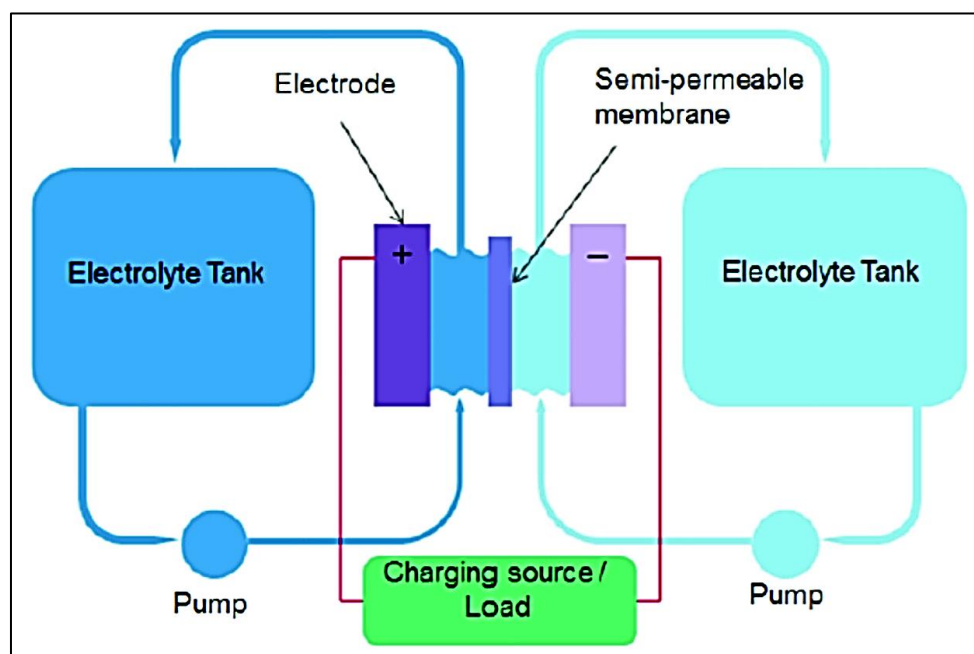 Electrode
Semi-permeable
membrane
+
–
Electrolyte Tank
Electrolyte Tank
Charging source /
Load
Pump
Pump